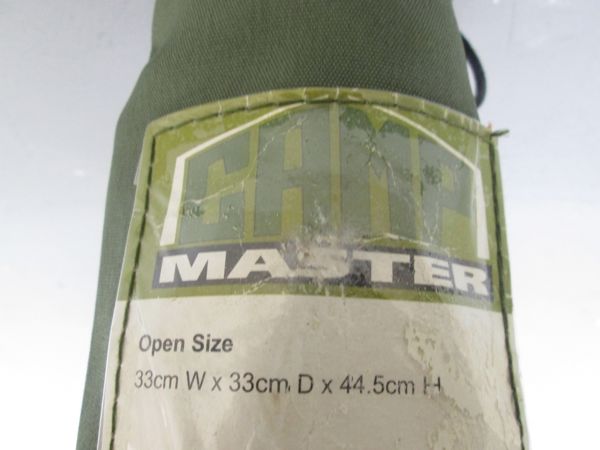 CAMP
MASTER
Open Size
33cm W x 33cm D x 44.5cm H